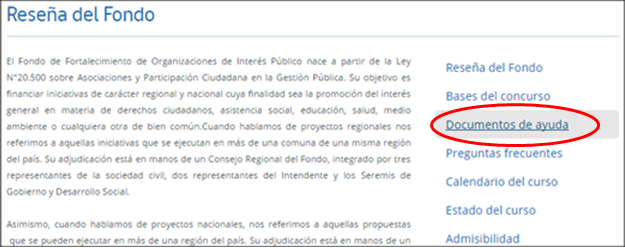 Reseña del Fondo
El Fondo de Fortalecimiento de Organizaciones de Interés Público nace a partir de la Ley
N°20.500 sobre Asociaciones y Participación Ciudadana en la Gestión Pública. Su objetivo es
financiar iniciativas de carácter regional y nacional cuya finalidad sea la promoción del interés
general en materia de derechos ciudadanos, asistencia social, educación, salud, medio
ambiente o cualquiera otra de bien común.Cuando hablamos de proyectos regionales nos
referimos a aquellas iniciativas que se ejecutan en más de una comuna de una misma región
del país. Su adjudicación está en manos de un Consejo Regional del Fondo, integrado por tres
representantes de la sociedad civil, dos representantes del Intendente y los Seremis de
Gobierno y Desarrollo Social.
Asimismo, cuando hablamos de proyectos nacionales, nos referimos a aquellas propuestas
que se pueden ejecutar en más de una región del país. Su adjudicación está en manos de un
Reseña del Fondo
Bases del concurso
Documentos de ayuda
Preguntas frecuentes
Calendario del curso
Estado del curso
Admisibilidad